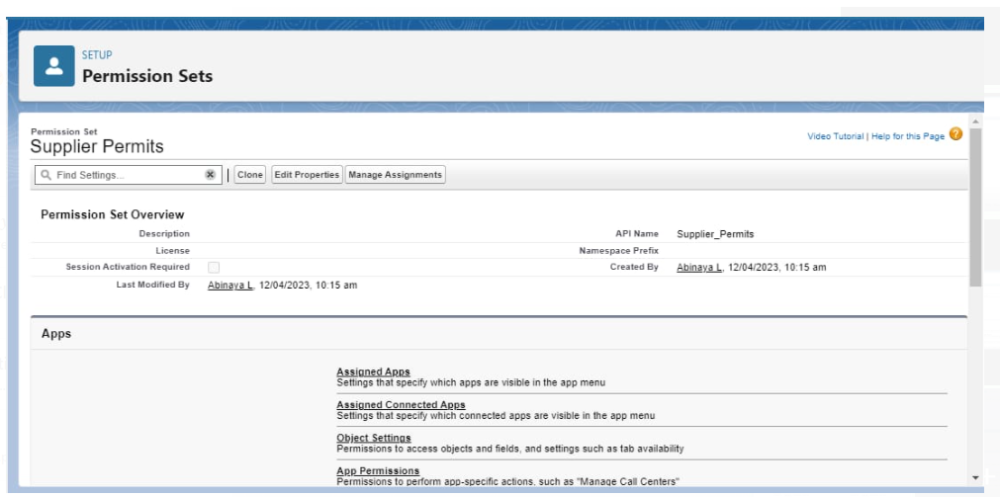 SETUP
Permission Sets
Permission Set
Supplier Permits
Video Tutorial | Help for this Page
Find Settings...
Clone
Edit Properties
Manage Assignments
Permission Set Overview
Description
API Name Supplier_Permits
License
Namespace Prefix
Session Activation Required
Created By Abinaya L, 12/04/2023, 10:15 am
Last Modified By Abinaya L, 12/04/2023, 10:15 am
Apps
Assigned Apps
Settings that specify which apps are visible in the app menu
Assigned Connected Apps
Settings that specify which connected apps are visible in the app menu
Object Settings
Permissions to access objects and fields, and settings such as tab availability
App Permissions
Permissions to perform app-specific actions, such as "Manage Call Centers"